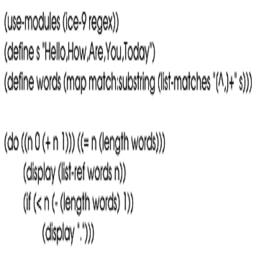 (use-modules (ice-9 regex))
(define s "Hello,How,Are,You,Today")
(define words (map match:substring (list-matches "(^,)+" s)))
(do ((n 0 (+ n 1))) ((= n (length words)))
(display (list-ref words n))
(if (< n (- (length words) 1))
(display ".")))